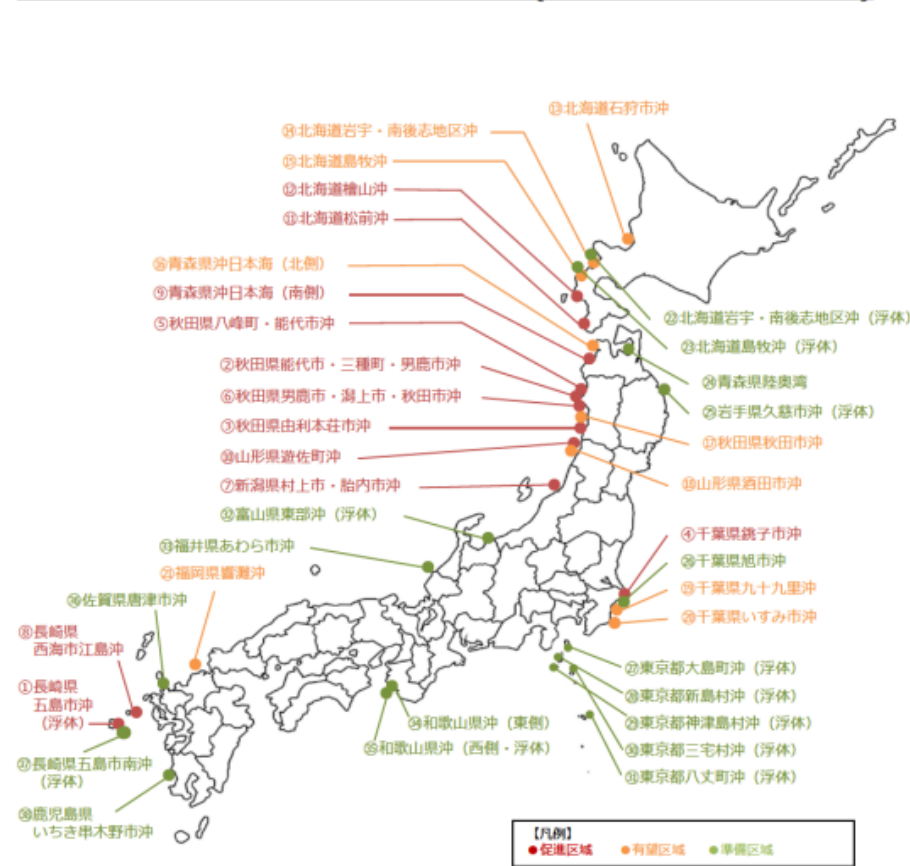 ⑬北海道石狩市沖
⑭北海道岩宇・南後志地区沖
⑮北海道島牧沖
⑫北海道檜山沖
⑪北海道松前沖
⑯青森県沖日本海（北側）
⑨青森県沖日本海（南側）
⑤秋田県八峰町・能代市沖
②秋田県能代市・三種町・男鹿市沖
⑥秋田県男鹿市・潟上市・秋田市沖
③秋田県由利本荘市沖
⑩山形県遊佐町沖
⑦新潟県村上市・胎内市沖
㉜富山県東部沖（浮体）
㉝福井県あわら市沖
㉑福岡県響灘沖
㊱佐賀県唐津市沖
⑧長崎県
西海市江島沖
①長崎県
五島市沖
（浮体）
㊲長崎県五島市南沖
（浮体）
㊳鹿児島県
いちき串木野市沖
㉒北海道岩宇・南後志地区沖（浮体）
㉓北海道島牧沖（浮体）
㉔青森県陸奥湾
㉕岩手県久慈市沖（浮体）
⑰秋田県秋田市沖
⑱山形県酒田市沖
④千葉県銚子市沖
㉖千葉県旭市沖
⑲千葉県九十九里沖
⑳千葉県いすみ市沖
㉗東京都大島町沖（浮体）
㉘東京都新島村沖（浮体）
㉙東京都神津島村沖（浮体）
㉚東京都三宅村沖（浮体）
㉛東京都八丈町沖（浮体）
㉞和歌山県沖（東側）
㉟和歌山県沖（西側・浮体）
【凡例】
●促進区域 ●有望区域 ●準備区域